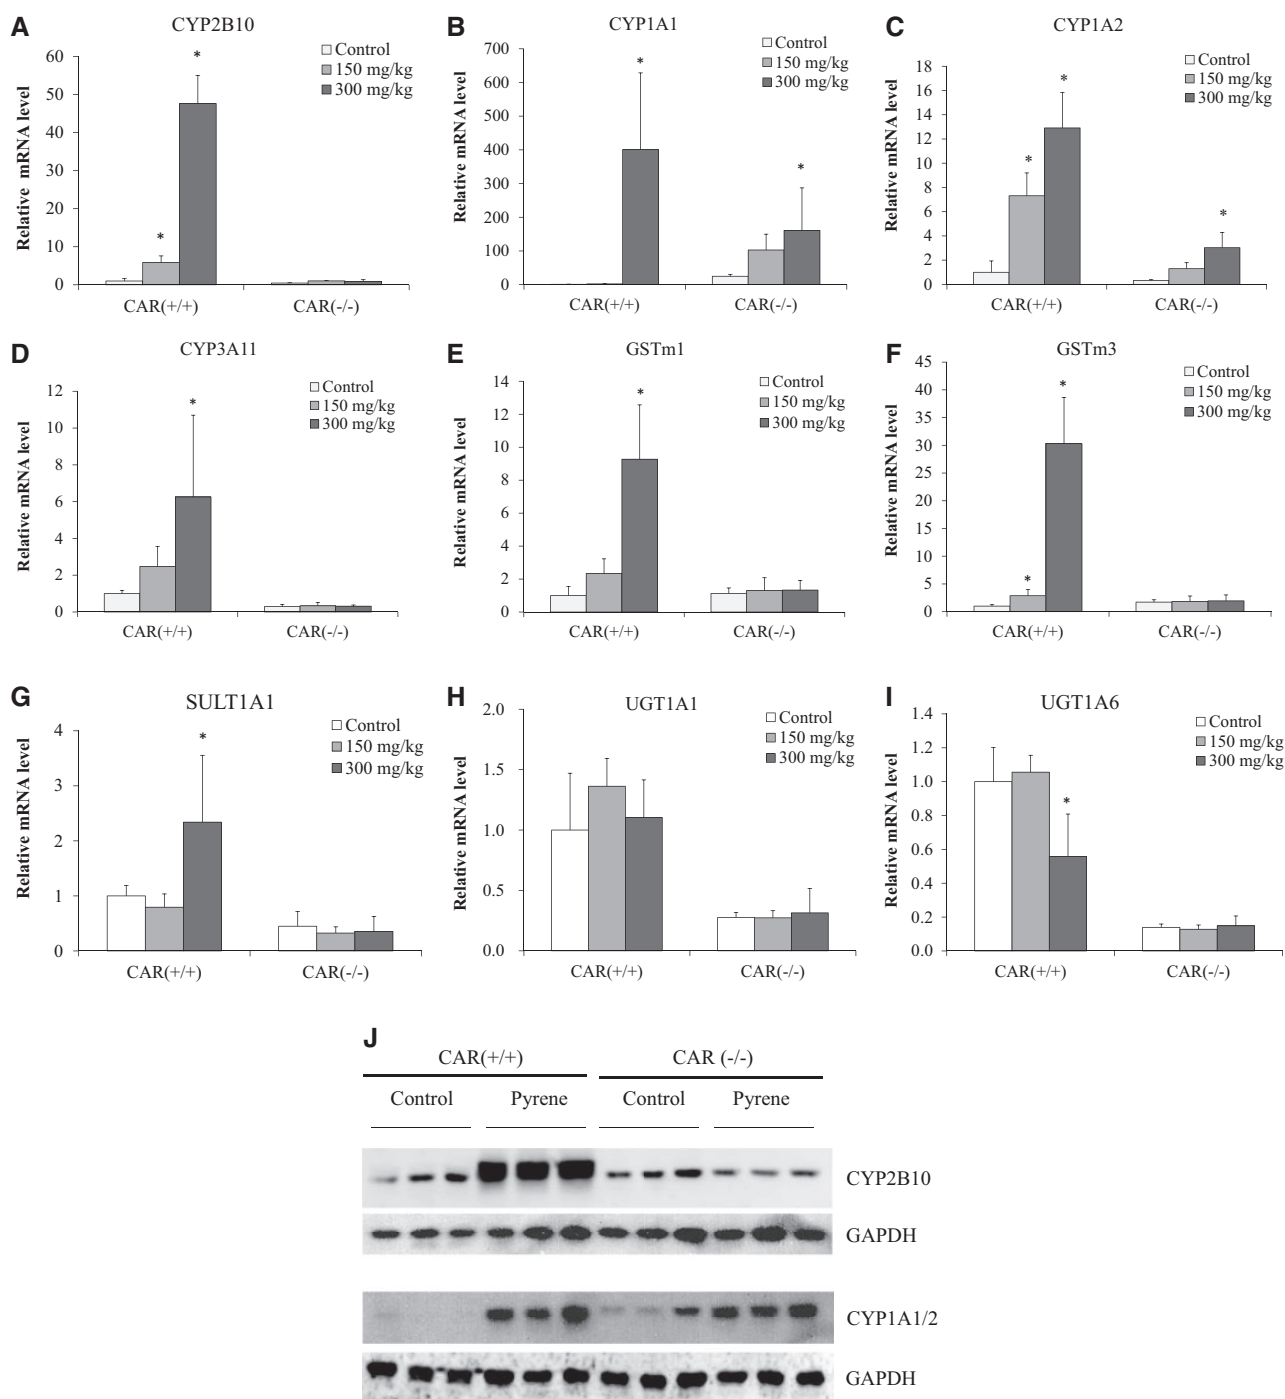 A
CYP2B10
Relative mRNA level
60
50
40
30
20
10
0
*
*
Control
150 mg/kg
300 mg/kg
CAR(+/+)
CAR(-/-)
B
CYP1A1
Relative mRNA level
700
600
500
400
300
200
100
0
*
*
Control
150 mg/kg
300 mg/kg
CAR(+/+)
CAR(-/-)
C
CYP1A2
Relative mRNA level
18
16
14
12
10
8
6
4
2
0
*
*
*
Control
150 mg/kg
300 mg/kg
CAR(+/+)
CAR(-/-)
D
CYP3A11
Relative mRNA level
12
10
8
6
4
2
0
*
Control
150 mg/kg
300 mg/kg
CAR(+/+)
CAR(-/-)
E
GSTm1
Relative mRNA level
14
12
10
8
6
4
2
0
*
Control
150 mg/kg
300 mg/kg
CAR(+/+)
CAR(-/-)
F
GSTm3
Relative mRNA level
45
40
35
30
25
20
15
10
5
0
*
*
Control
150 mg/kg
300 mg/kg
CAR(+/+)
CAR(-/-)
G
SULT1A1
Relative mRNA level
4
3
2
1
0
*
Control
150 mg/kg
300 mg/kg
CAR(+/+)
CAR(-/-)
H
UGT1A1
Relative mRNA level
2.0
1.5
1.0
0.5
0.0
Control
150 mg/kg
300 mg/kg
CAR(+/+)
CAR(-/-)
I
UGT1A6
Relative mRNA level
1.4
1.2
1.0
0.8
0.6
0.4
0.2
0.0
*
Control
150 mg/kg
300 mg/kg
CAR(+/+)
CAR(-/-)
J
CAR(+/+)
CAR (-/-)
Control
Pyrene
Control
Pyrene
CYP2B10
GAPDH
CYP1A1/2
GAPDH